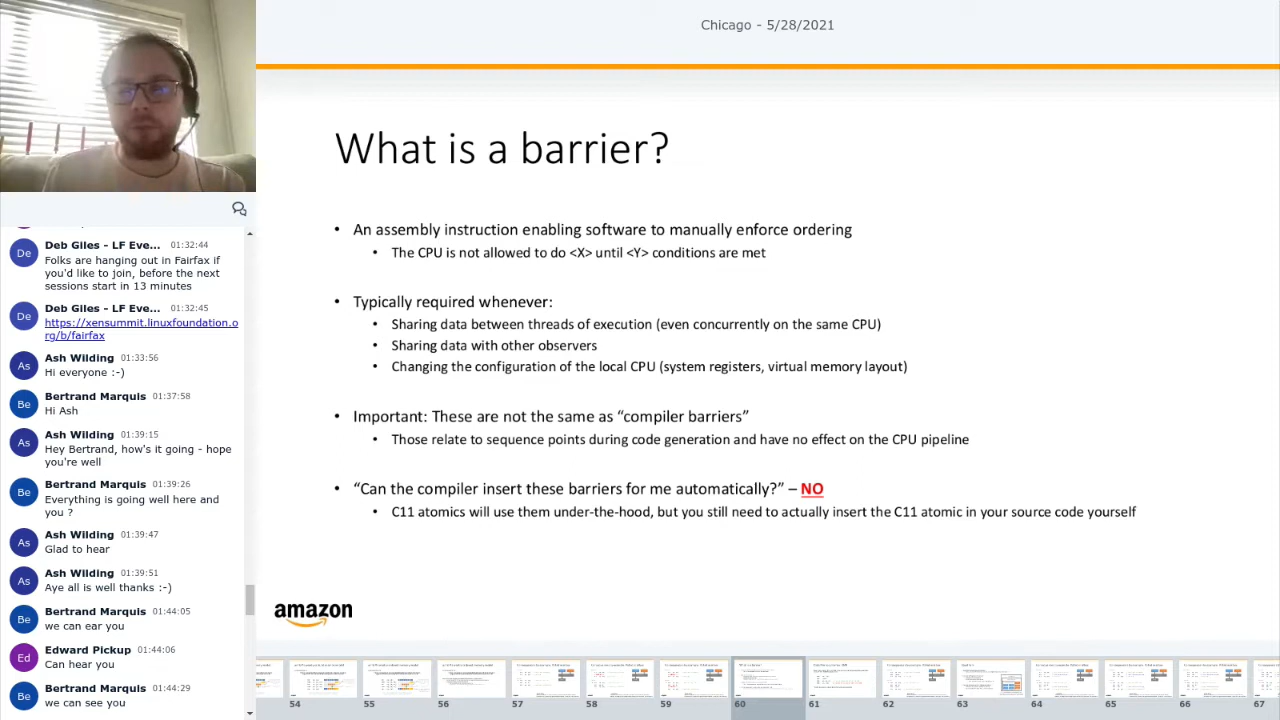 Chicago - 5/28/2021
What is a barrier?
• An assembly instruction enabling software to manually enforce ordering
• The CPU is not allowed to do <X> until <Y> conditions are met
• Typically required whenever:
• Sharing data between threads of execution (even concurrently on the same CPU)
• Sharing data with other observers
• Changing the configuration of the local CPU (system registers, virtual memory layout)
• Important: These are not the same as “compiler barriers”
• Those relate to sequence points during code generation and have no effect on the CPU pipeline
• “Can the compiler insert these barriers for me automatically?” – NO
• C11 atomics will use them under-the-hood, but you still need to actually insert the C11 atomic in your source code yourself
amazon
De
Deb Giles - LF Eve... 01:32:44
Folks are hanging out in Fairfax if
you'd like to join, before the next
sessions start in 13 minutes
De
Deb Giles - LF Eve... 01:32:45
https://xensummit.linuxfoundation.o
rg/b/fairfax
As
Ash Wilding 01:33:56
Hi everyone :-)
Be
Bertrand Marquis 01:37:58
Hi Ash
As
Ash Wilding 01:39:15
Hey Bertrand, how's it going - hope
you're well
Be
Bertrand Marquis 01:39:26
Everything is going well here and
you ?
As
Ash Wilding 01:39:47
Glad to hear
As
Ash Wilding 01:39:51
Aye all is well thanks :-)
Be
Bertrand Marquis 01:44:05
we can ear you
Ed
Edward Pickup 01:44:06
Can hear you
Be
Bertrand Marquis 01:44:29
we can see you
54 55 56 57 58 59 60 61 62 63 64 65 66 67